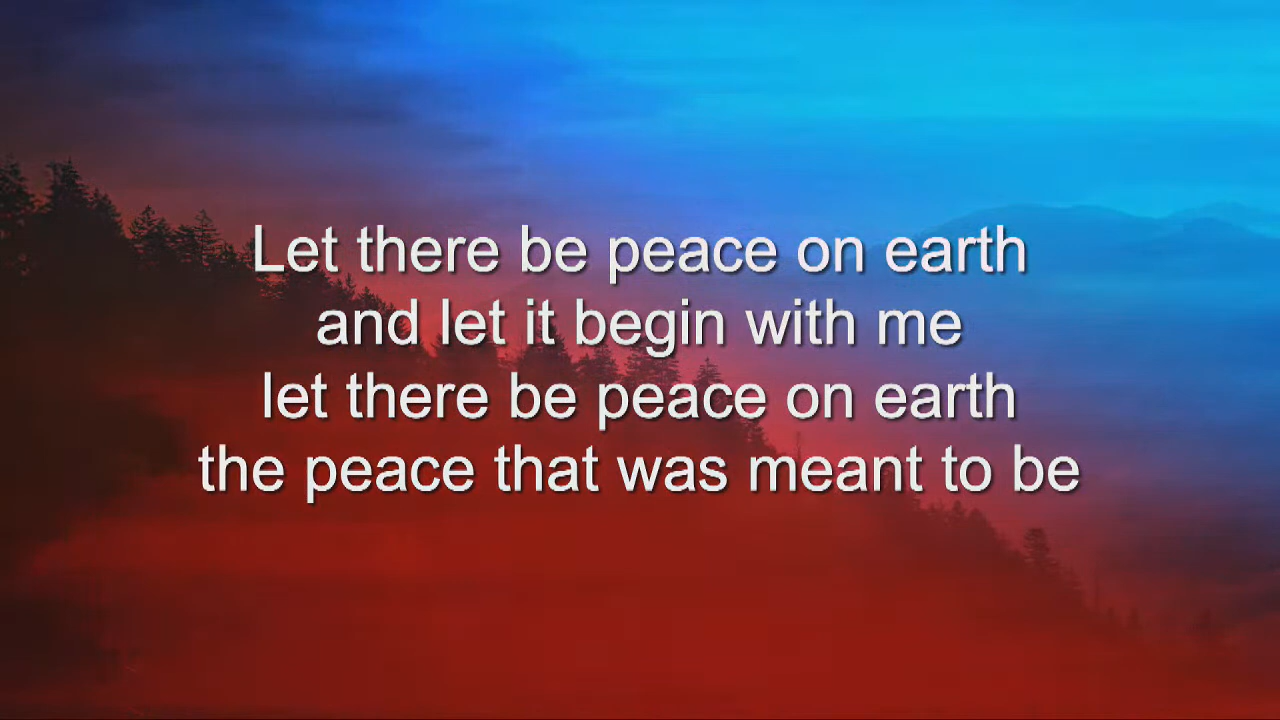 Let there be peace on earth
and let it begin with me
let there be peace on earth
the peace that was meant to be